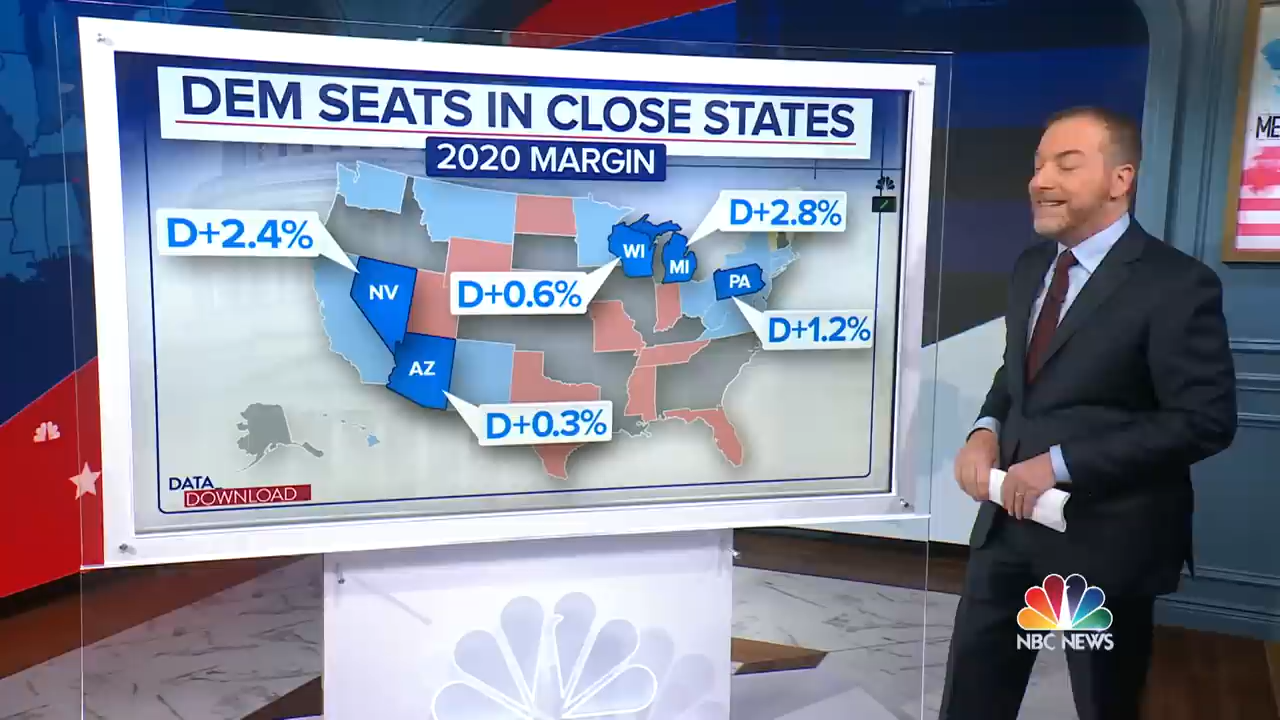 DEM SEATS IN CLOSE STATES
2020 MARGIN
D+2.4%
D+2.8%
WI
MI
NV
D+0.6%
PA
D+1.2%
AZ
D+0.3%
DATA
DOWNLOAD
ME
NBC NEWS